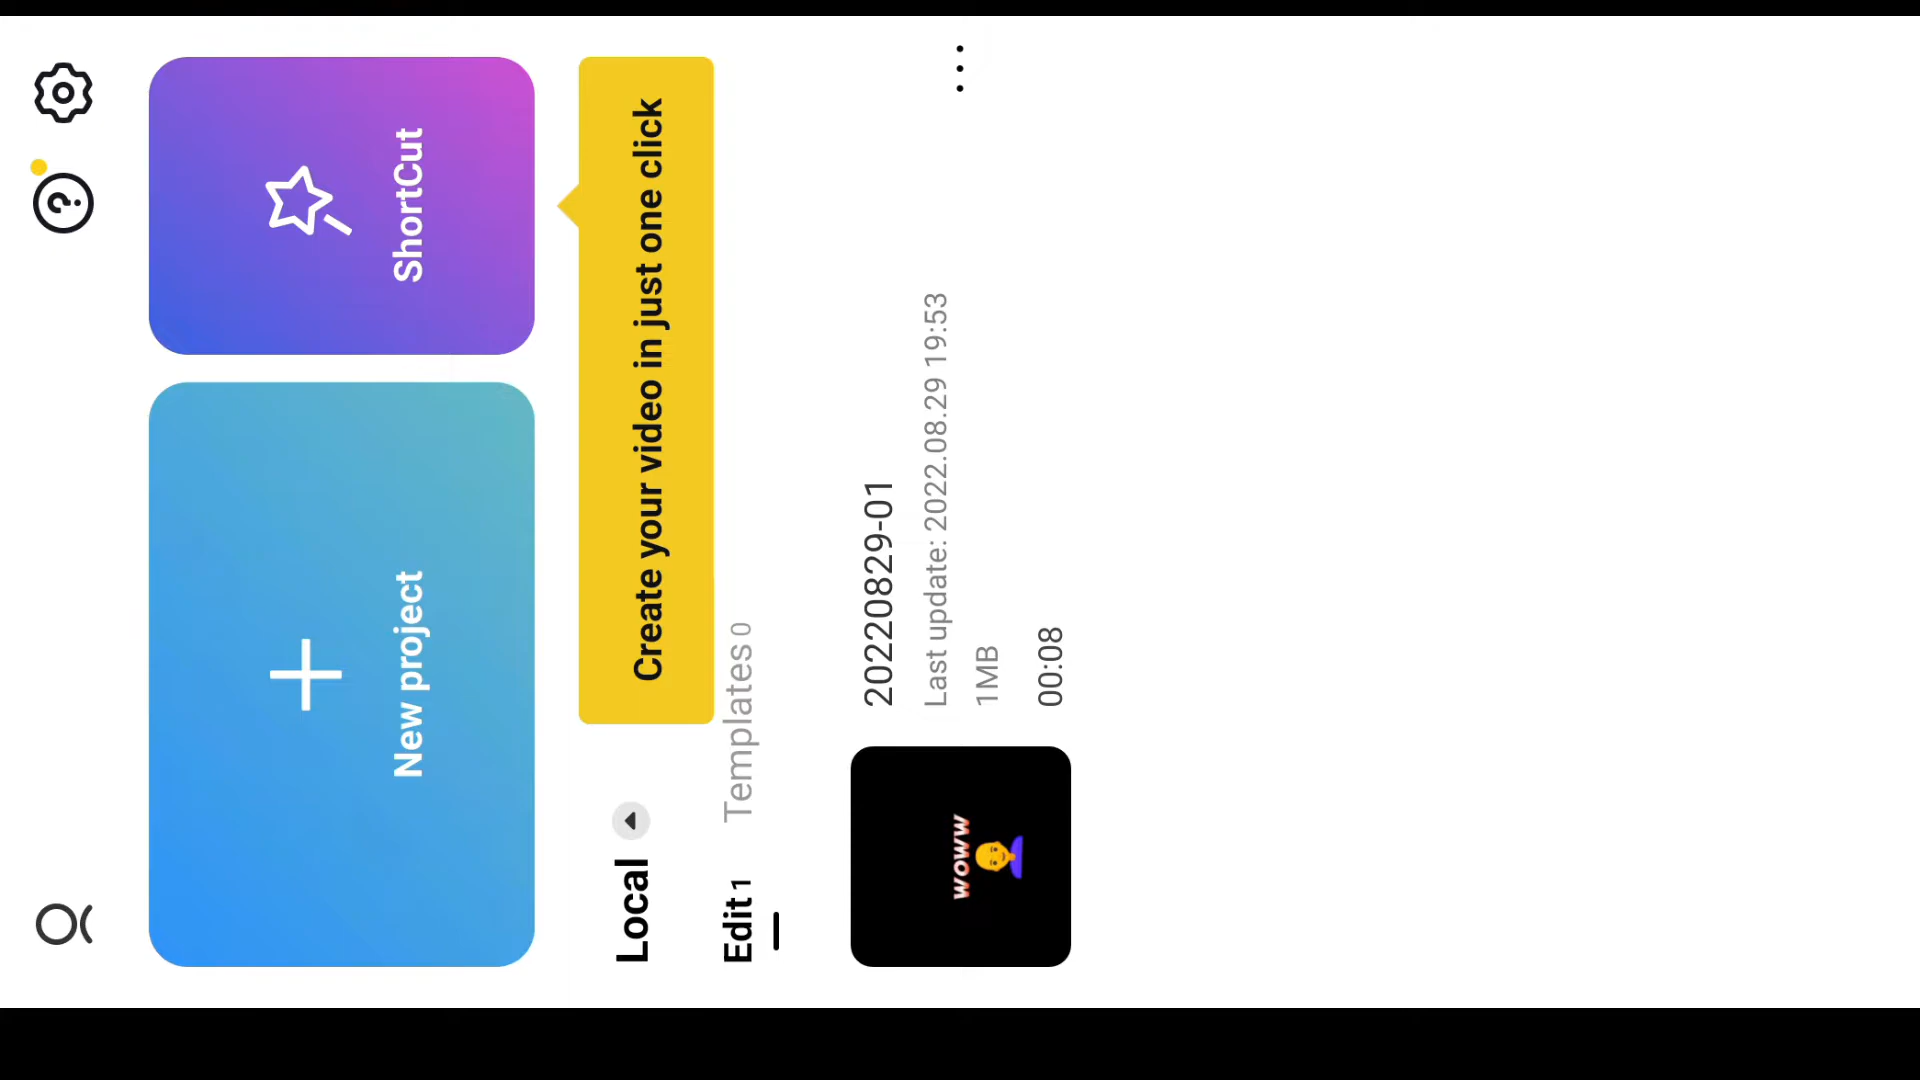 New project
ShortCut
Create your video in just one click
Local
Edit 1
Templates 0
20220829-01
Last update: 2022.08.29 19:53
1MB
00:08
woww